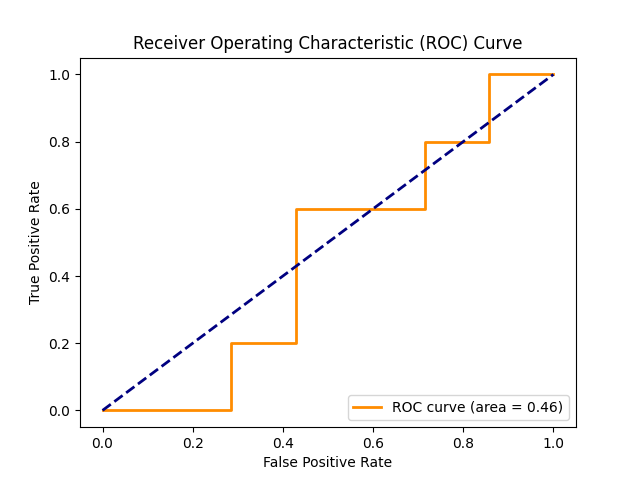 Receiver Operating Characteristic (ROC) Curve
True Positive Rate
1.0
0.8
0.6
0.4
0.2
0.0
ROC curve (area = 0.46)
0.0 0.2 0.4 0.6 0.8 1.0
False Positive Rate